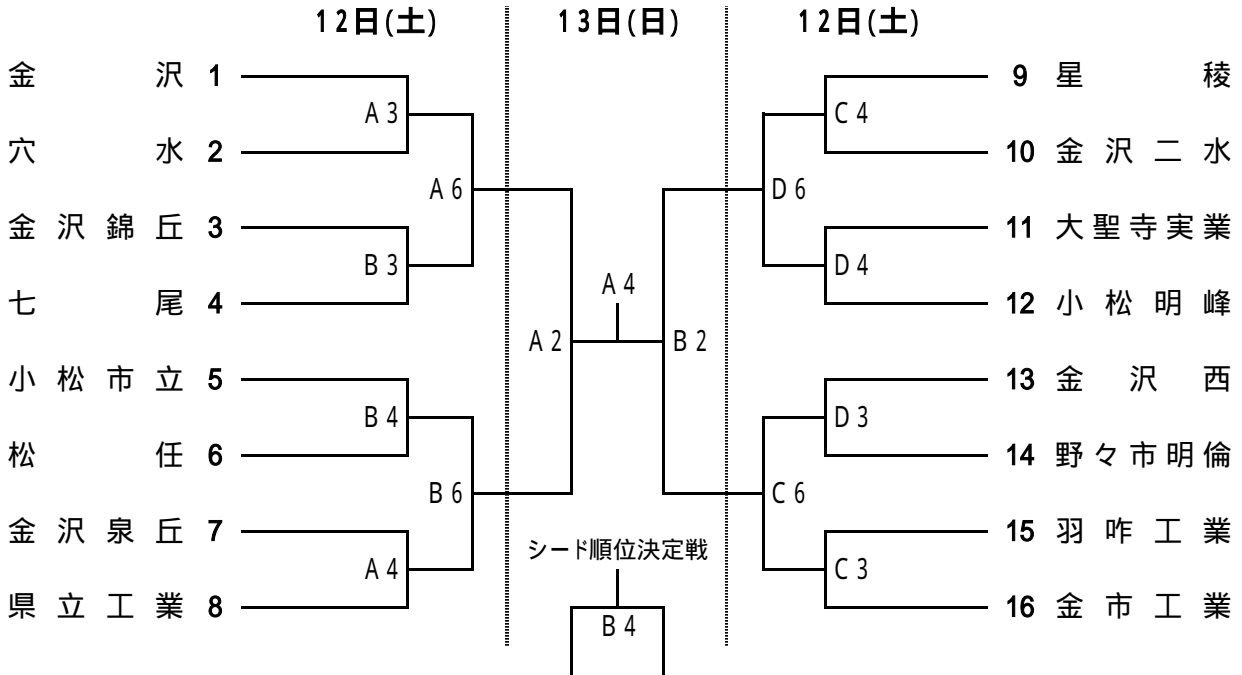 12日(土) 13日(日) 12日(土)
金沢 1 9 星稜
A3 C4
穴水 2 10 金沢二水
A6 D6
金沢錦丘 3 11 大聖寺実業
B3 D4
A4
七尾 4 12 小松明峰
A2 B2
小松市立 5 13 金沢西
B4 D3
松任 6 14 野々市明倫
B6 C6
金沢泉丘 7 15 羽咋工業
シード順位決定戦
A4 C3
県立工業 8 16 金市工業
B4